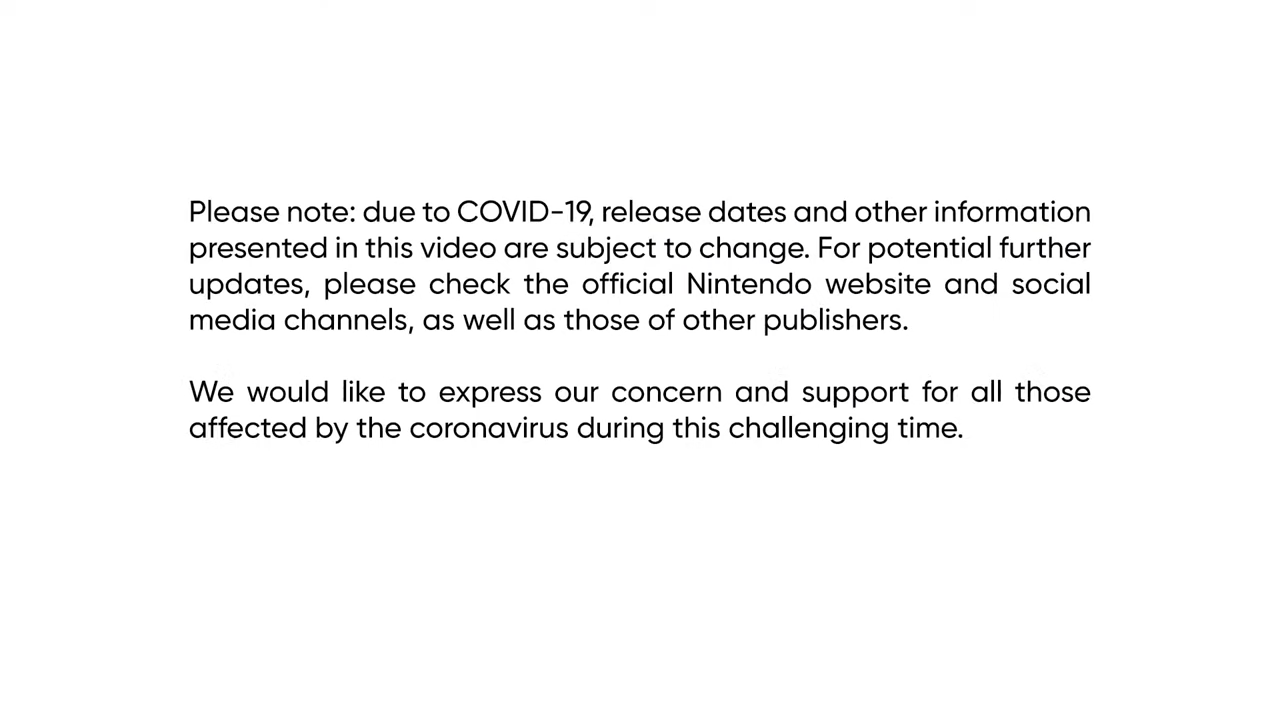 Please note: due to COVID-19, release dates and other information
presented in this video are subject to change. For potential further
updates, please check the official Nintendo website and social
media channels, as well as those of other publishers.
We would like to express our concern and support for all those
affected by the coronavirus during this challenging time.